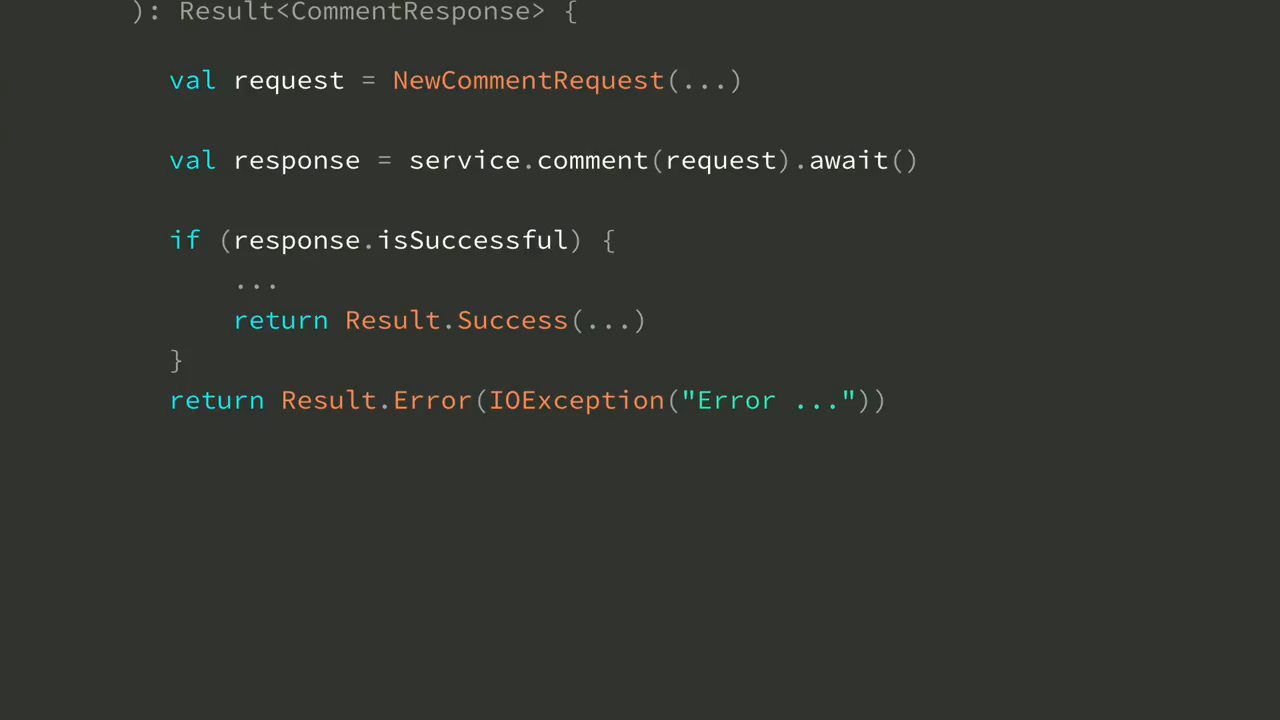 ): Result<CommentResponse> {
val request = NewCommentRequest(...)
val response = service.comment(request).await()
if (response.isSuccessful) {
...
return Result.Success(...)
}
return Result.Error(IOException("Error ..."))